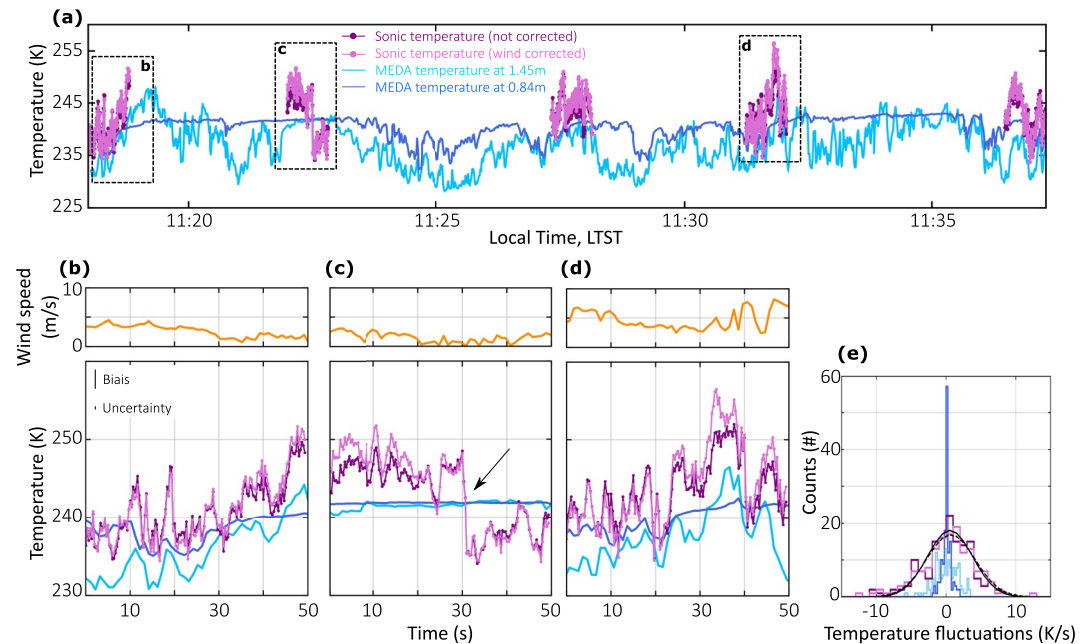 (a)
Sonic temperature (not corrected)
Sonic temperature (wind corrected)
MEDA temperature at 1.45m
MEDA temperature at 0.84m
b
c
d
Temperature (K)
255
245
235
225
11:20
11:25
11:30
11:35
Local Time, LTST
(b)
(c)
(d)
Wind speed
(m/s)
10
0
Biais
Uncertainty
Temperature (K)
250
240
230
10
30
50
10
30
50
10
30
50
Time (s)
(e)
Counts (#)
60
40
20
0
-10
0
10
Temperature fluctuations (K/s)